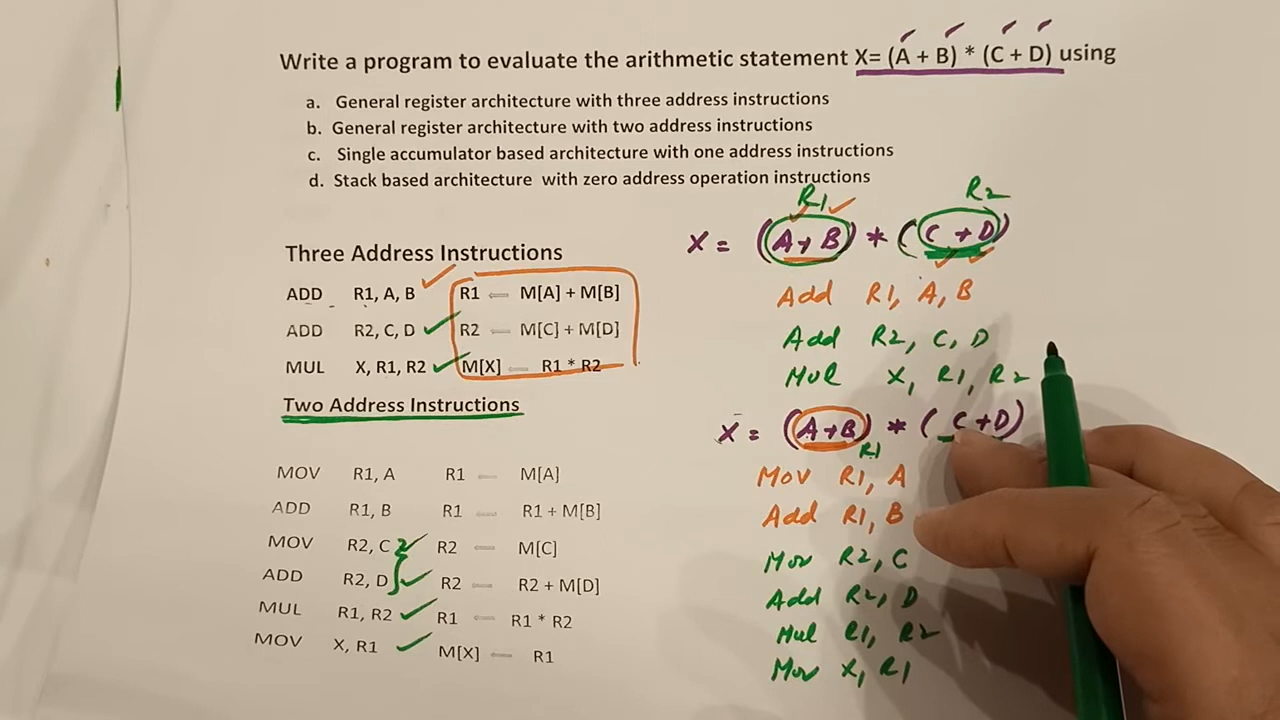 Write a program to evaluate the arithmetic statement X= (A + B) * (C + D) using
a. General register architecture with three address instructions
b. General register architecture with two address instructions
c. Single accumulator based architecture with one address instructions
d. Stack based architecture with zero address operation instructions
R1 R2
X = (A+B) * (C+D)
Three Address Instructions
ADD R1, A, B R1 ⟸ M[A] + M[B]
ADD R2, C, D R2 ⟸ M[C] + M[D]
MUL X, R1, R2 M[X] ⟸ R1 * R2
Add R1, A, B
Add R2, C, D
Mul X, R1, R2
Two Address Instructions
X = (A+B) * (C+D)
R1
MOV R1, A R1 ⟸ M[A]
ADD R1, B R1 ⟸ R1 + M[B]
MOV R2, C R2 ⟸ M[C]
ADD R2, D R2 ⟸ R2 + M[D]
MUL R1, R2 R1 ⟸ R1 * R2
MOV X, R1 M[X] ⟸ R1
Mov R1, A
Add R1, B
Mov R2, C
Add R2, D
Mul R1, R2
Mov X, R1